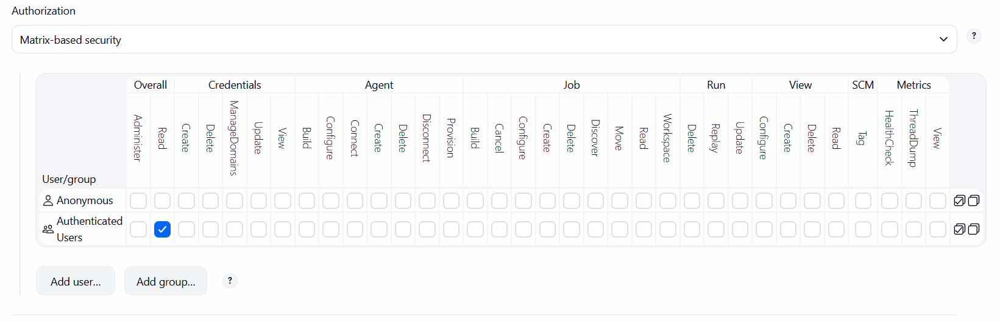 Authorization
Matrix-based security
?
Overall Credentials Agent Job Run View SCM Metrics
User/group Administer Read Create Delete ManageDomains Update View Build Configure Connect Create Delete Disconnect Provision Build Cancel Configure Create Delete Discover Move Read Workspace Delete Replay Update Configure Create Delete Read Tag HealthCheck ThreadDump View
Anonymous
Authenticated
Users
Add user... Add group... ?